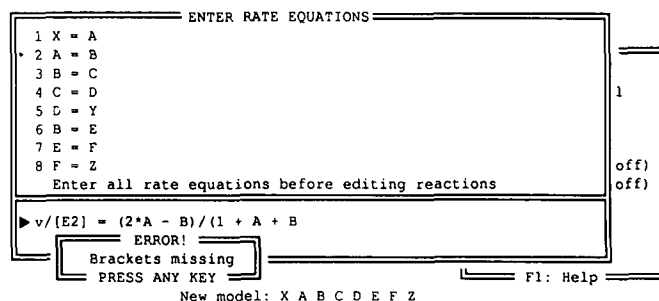 ENTER RATE EQUATIONS
1 X = A
2 A = B
3 B = C
4 C = D
5 D = Y
6 B = E
7 E = F
8 F = Z
Enter all rate equations before editing reactions
l
off)
off)
v/[E2] = (2*A - B)/(1 + A + B
ERROR!
Brackets missing
PRESS ANY KEY
F1: Help
New model: X A B C D E F Z